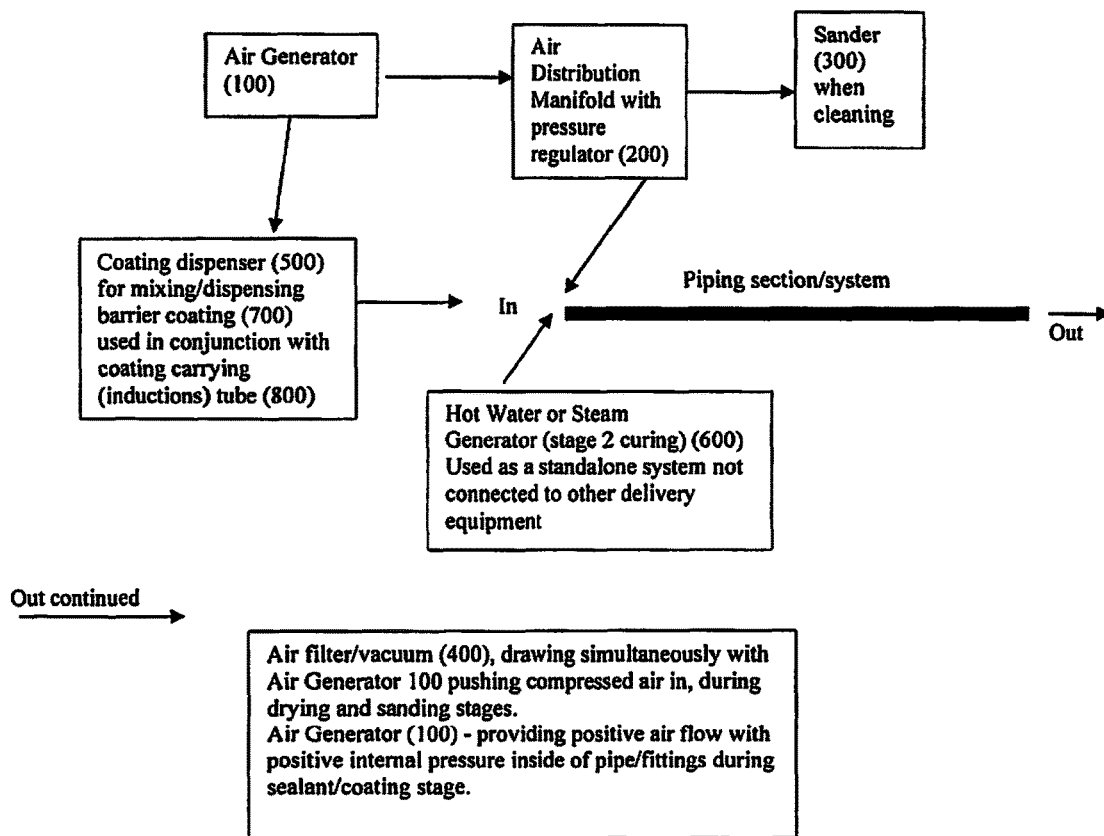 Air Generator
(100)
Air
Distribution
Manifold with
pressure
regulator (200)
Sander
(300)
when
cleaning
Coating dispenser (500)
for mixing/dispensing
barrier coating (700)
used in conjunction with
coating carrying
(inductions) tube (800)
In
Piping section/system
Out
Hot Water or Steam
Generator (stage 2 curing) (600)
Used as a standalone system not
connected to other delivery
equipment
Out continued
Air filter/vacuum (400), drawing simultaneously with
Air Generator 100 pushing compressed air in, during
drying and sanding stages.
Air Generator (100) - providing positive air flow with
positive internal pressure inside of pipe/fittings during
sealant/coating stage.